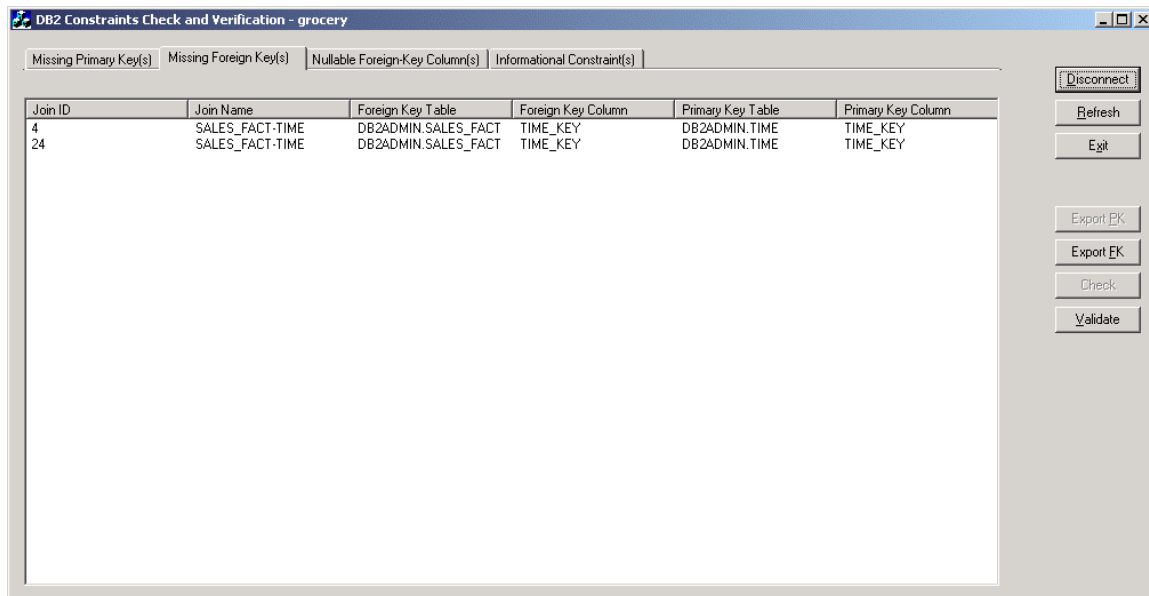 DB2 Constraints Check and Verification - grocery
Missing Primary Key(s) Missing Foreign Key(s) Nullable Foreign-Key Column(s) Informational Constraint(s)
Disconnect
Join ID Join Name Foreign Key Table Foreign Key Column Primary Key Table Primary Key Column
Refresh
4 SALES_FACT-TIME DB2ADMIN.SALES_FACT TIME_KEY DB2ADMIN.TIME TIME_KEY
24 SALES_FACT-TIME DB2ADMIN.SALES_FACT TIME_KEY DB2ADMIN.TIME TIME_KEY
Exit
Export PK
Export FK
Check
Validate